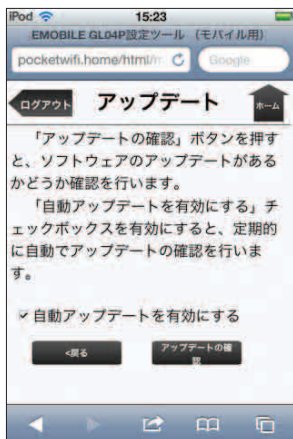 iPod 15:23
EMOBILE GL04P設定ツール （モバイル用）
pocketwifi.home/html/m Google
ログアウト アップデート ホーム
「アップデートの確認」ボタンを押す
と、ソフトウェアのアップデートがある
かどうか確認を行います。
「自動アップデートを有効にする」チ
ェックボックスを有効にすると、定期的
に自動でアップデートの確認を行いま
す。
自動アップデートを有効にする
<戻る アップデートの確
認